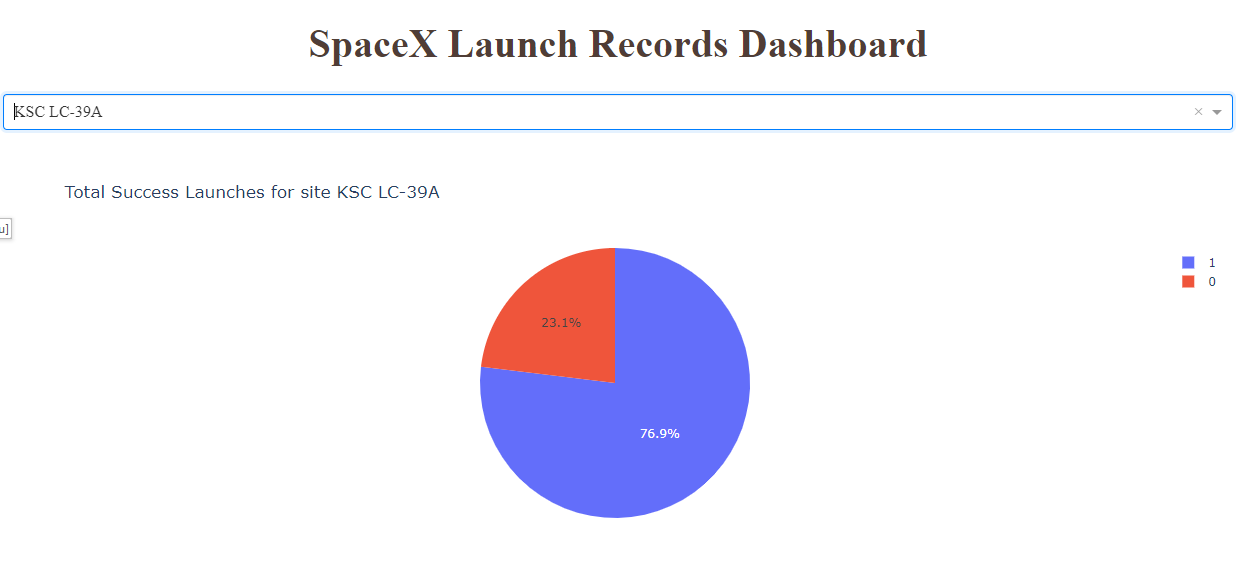 SpaceX Launch Records Dashboard
KSC LC-39A
Total Success Launches for site KSC LC-39A
u]
1
0
23.1%
76.9%